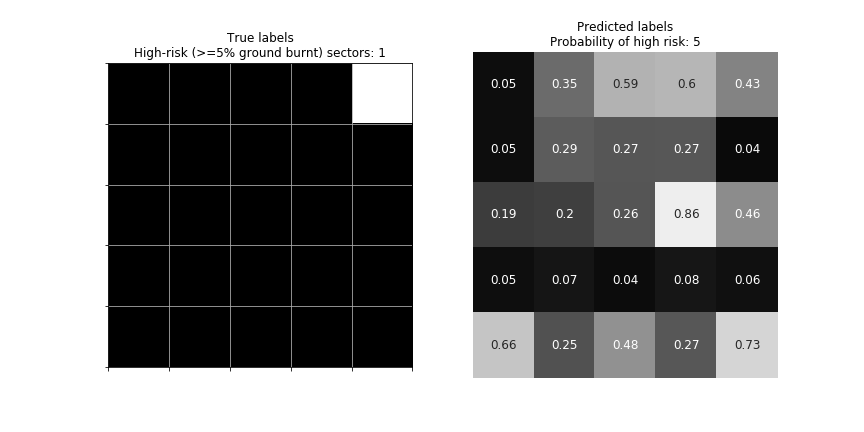 True labels
High-risk (>=5% ground burnt) sectors: 1
Predicted labels
Probability of high risk: 5
0.05 0.35 0.59 0.6 0.43
0.05 0.29 0.27 0.27 0.04
0.19 0.2 0.26 0.86 0.46
0.05 0.07 0.04 0.08 0.06
0.66 0.25 0.48 0.27 0.73